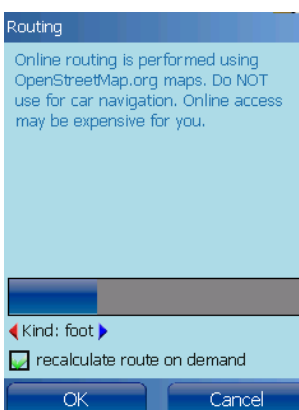 Routing
Online routing is performed using
OpenStreetMap.org maps. Do NOT
use for car navigation. Online access
may be expensive for you.
Kind: foot
recalculate route on demand
OK Cancel